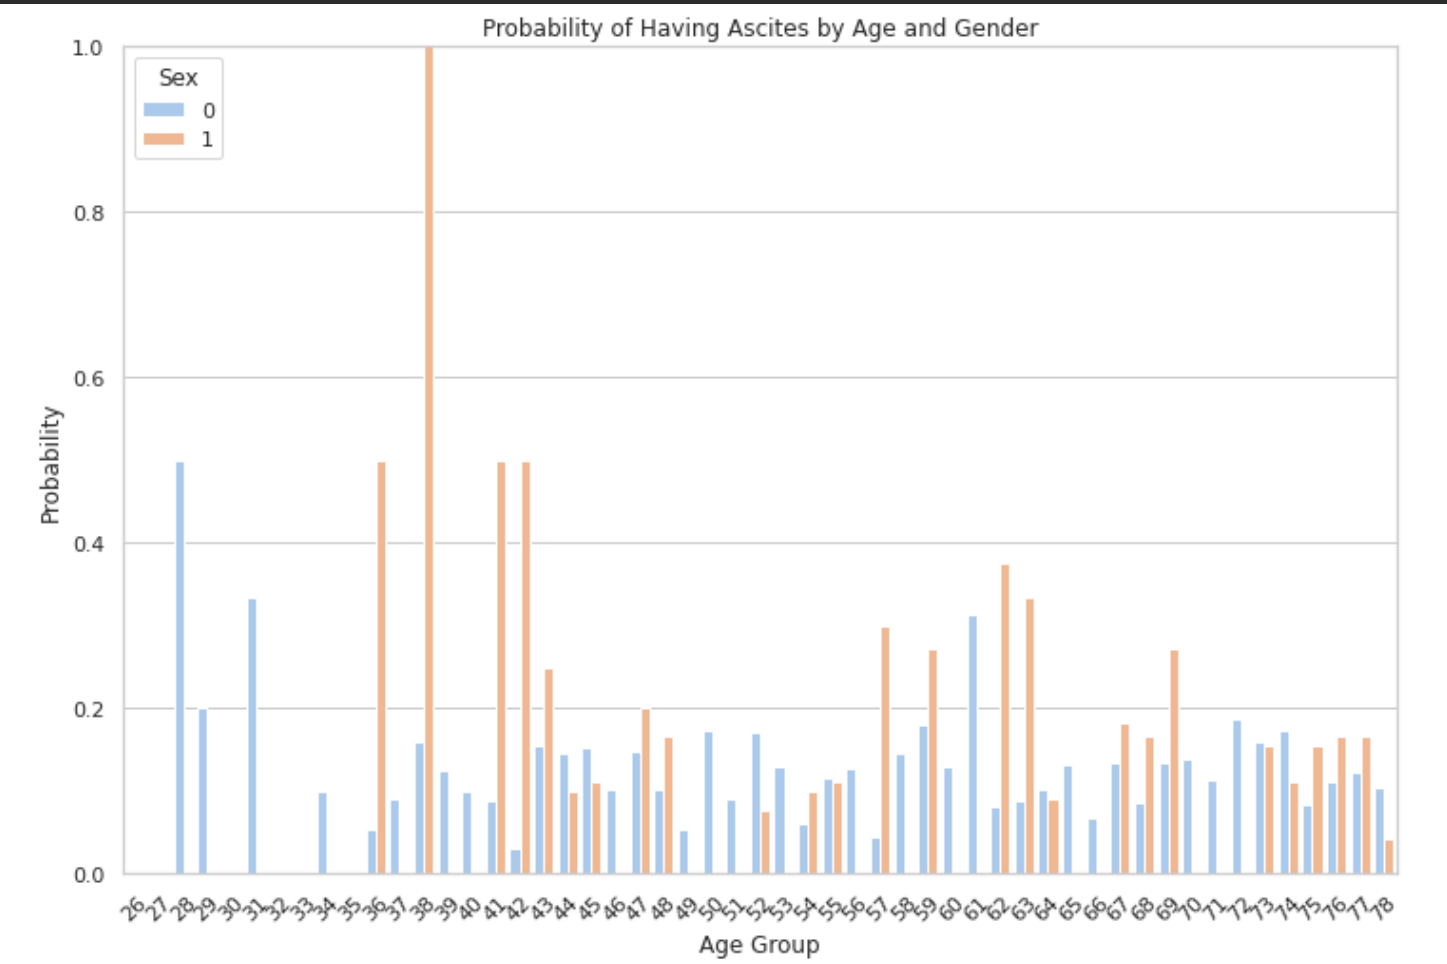 Probability of Having Ascites by Age and Gender
Sex
0
1
1.0
0.8
0.6
0.4
0.2
0.0
Probability
26 27 28 29 30 31 32 33 34 35 36 37 38 39 40 41 42 43 44 45 46 47 48 49 50 51 52 53 54 55 56 57 58 59 60 61 62 63 64 65 66 67 68 69 70 71 72 73 74 75 76 77 78
Age Group